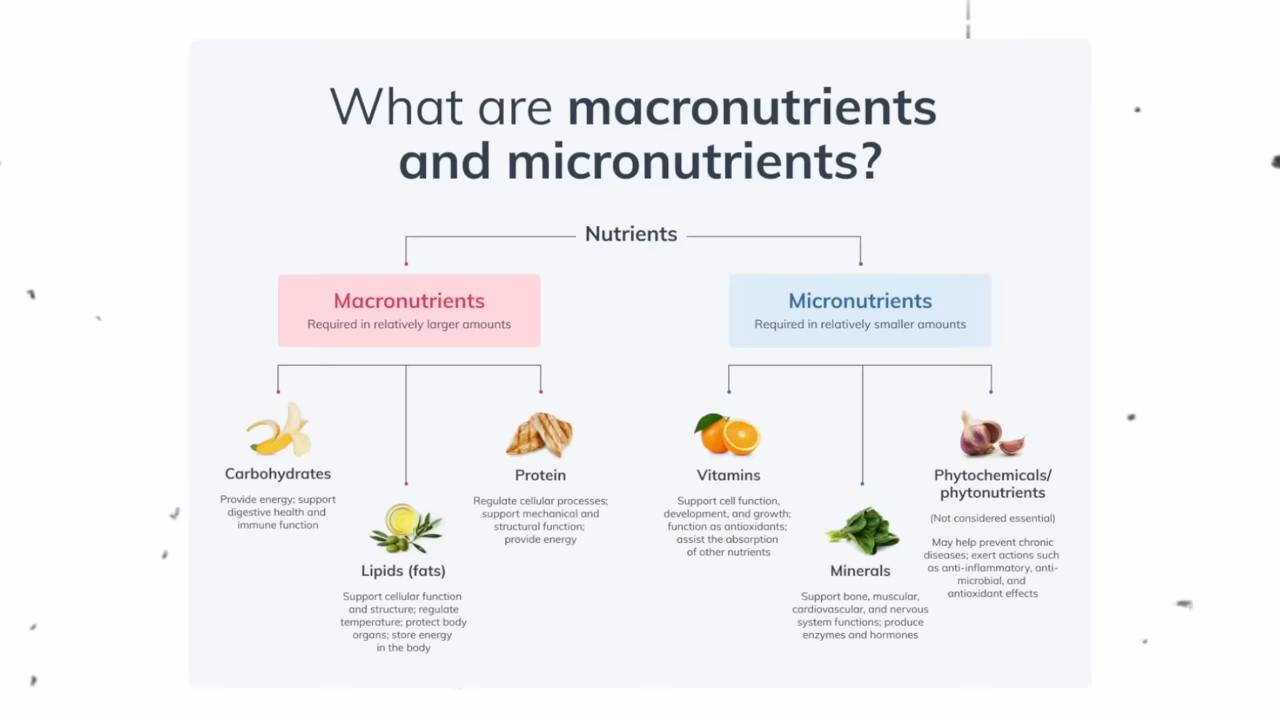 What are macronutrients
and micronutrients?
Nutrients
Macronutrients
Required in relatively larger amounts
Micronutrients
Required in relatively smaller amounts
Carbohydrates
Provide energy; support
digestive health and
immune function
Lipids (fats)
Support cellular function
and structure; regulate
temperature; protect body
organs; store energy
in the body
Protein
Regulate cellular processes;
support mechanical and
structural function;
provide energy
Vitamins
Support cell function,
development, and growth;
function as antioxidants;
assist the absorption
of other nutrients
Minerals
Support bone, muscular,
cardiovascular, and nervous
system functions; produce
enzymes and hormones
Phytochemicals/
phytonutrients
(Not considered essential)
May help prevent chronic
diseases; exert actions such
as anti-inflammatory, anti-
microbial, and
antioxidant effects